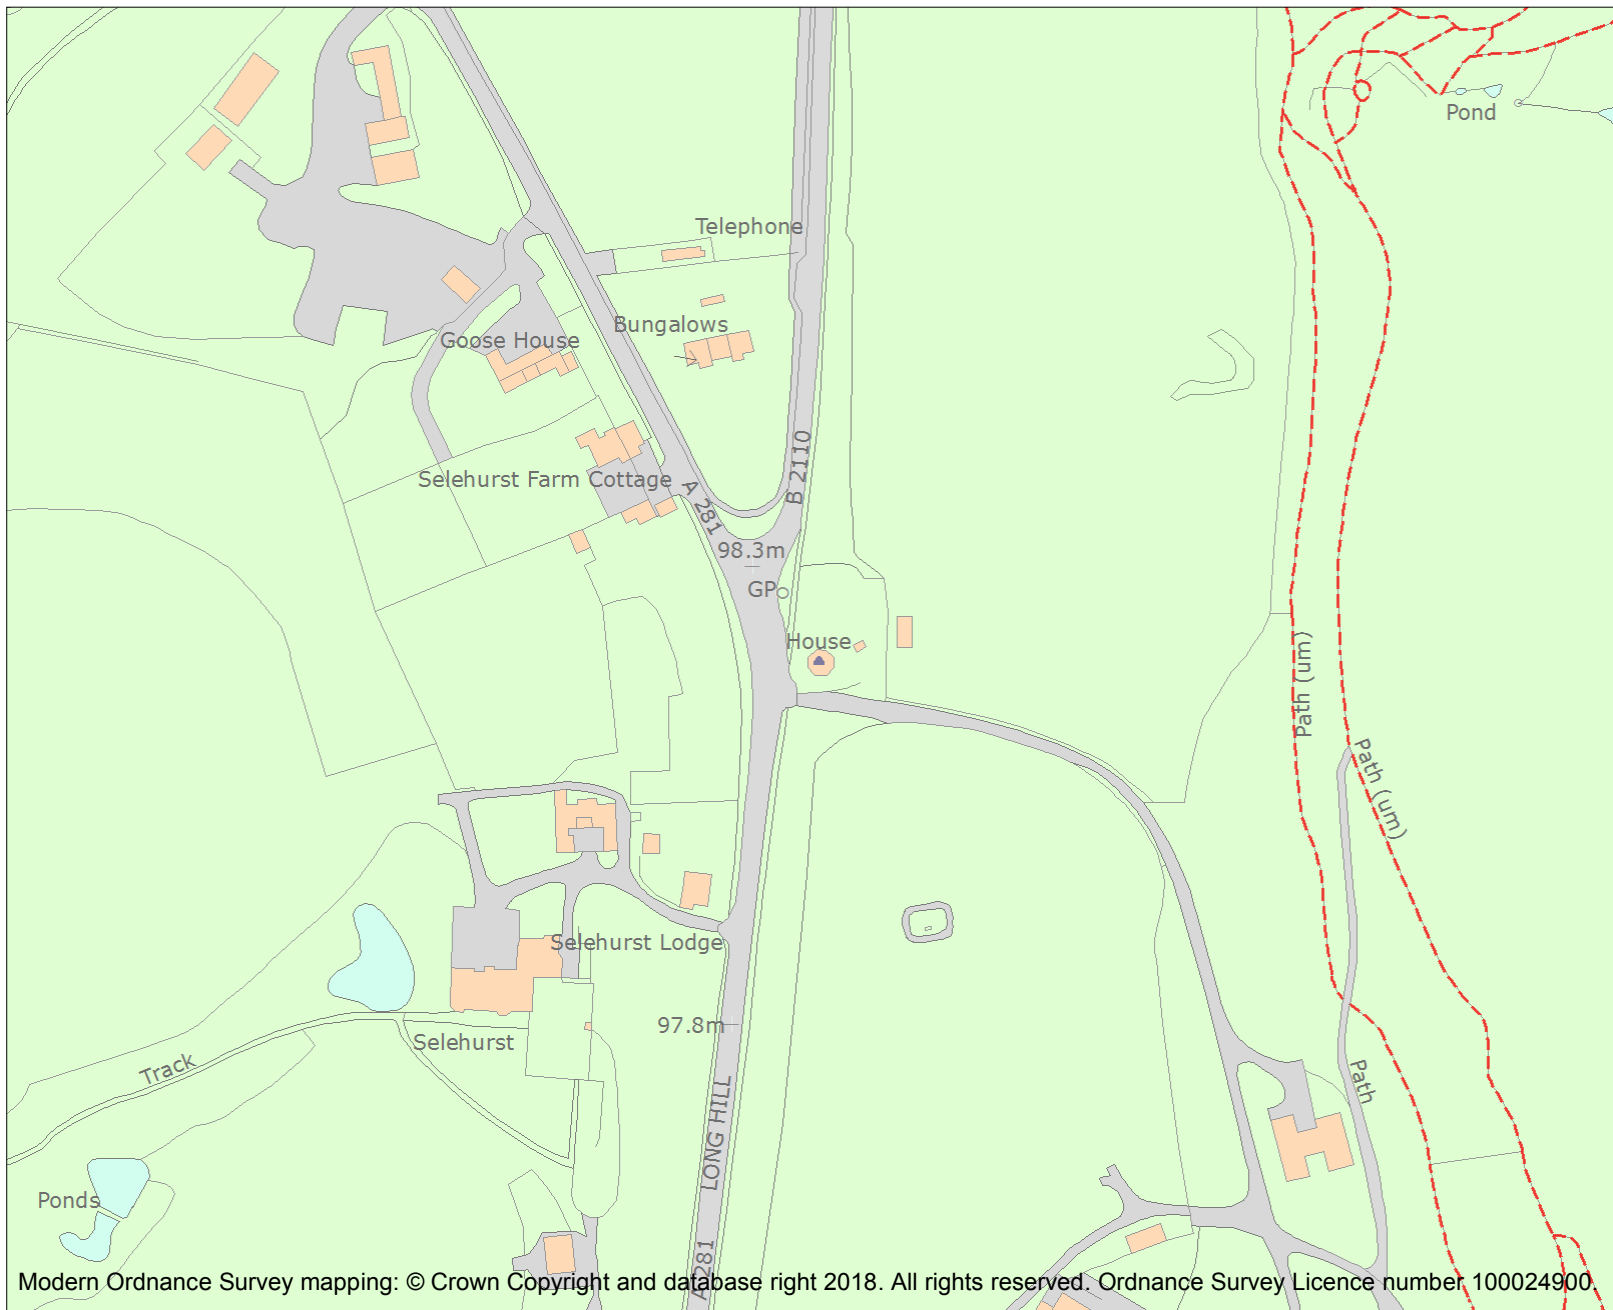 Pond
Telephone
Bungalows
Goose House
Selehurst Farm Cottage
A 281
B 2110
98.3m
GP
House
Path (um)
Path (um)
Selehurst Lodge
97.8m
Selehurst
Track
Path
LONG HILL
Ponds
A 281
Modern Ordnance Survey mapping: © Crown Copyright and database right 2018. All rights reserved. Ordnance Survey Licence number 100024900